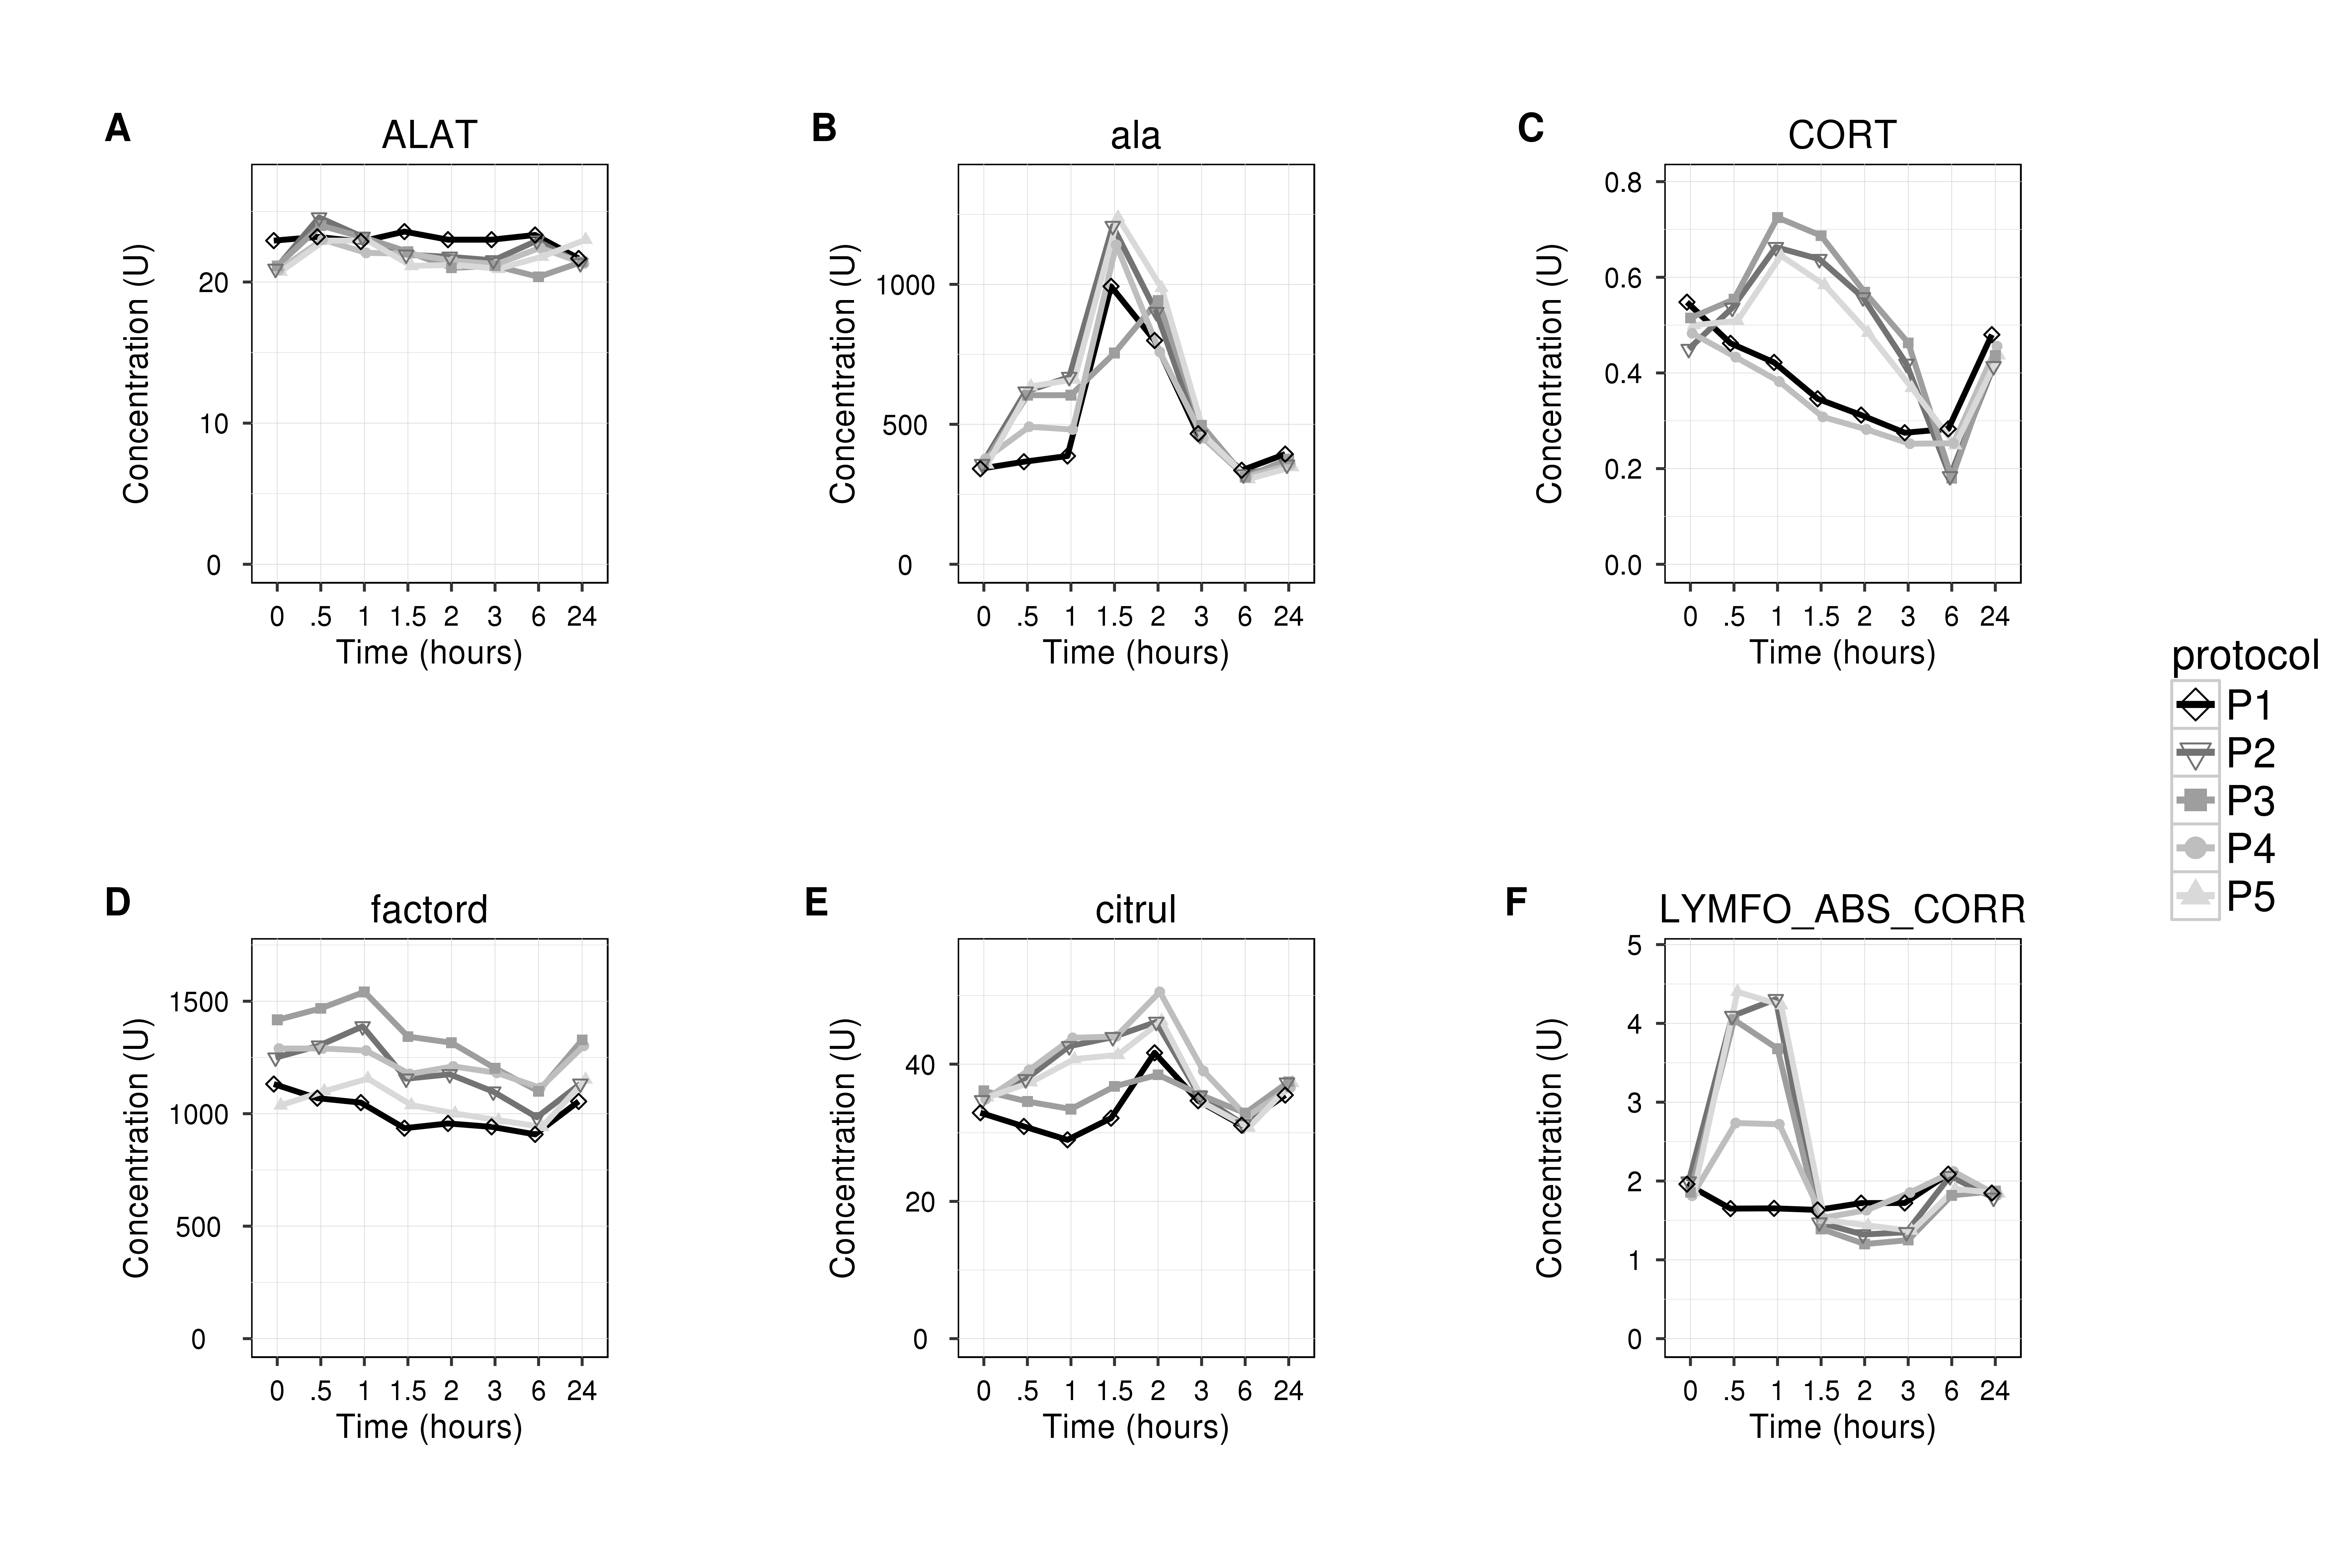 A
ALAT
Concentration (U)
20
10
0
0 .5 1 1.5 2 3 6 24
Time (hours)
B
ala
Concentration (U)
1000
500
0
0 .5 1 1.5 2 3 6 24
Time (hours)
C
CORT
Concentration (U)
0.8
0.6
0.4
0.2
0.0
0 .5 1 1.5 2 3 6 24
Time (hours)
protocol
P1
P2
P3
P4
P5
D
factord
Concentration (U)
1500
1000
500
0
0 .5 1 1.5 2 3 6 24
Time (hours)
E
citrul
Concentration (U)
40
20
0
0 .5 1 1.5 2 3 6 24
Time (hours)
F
LYMFO_ABS_CORR
Concentration (U)
5
4
3
2
1
0
0 .5 1 1.5 2 3 6 24
Time (hours)